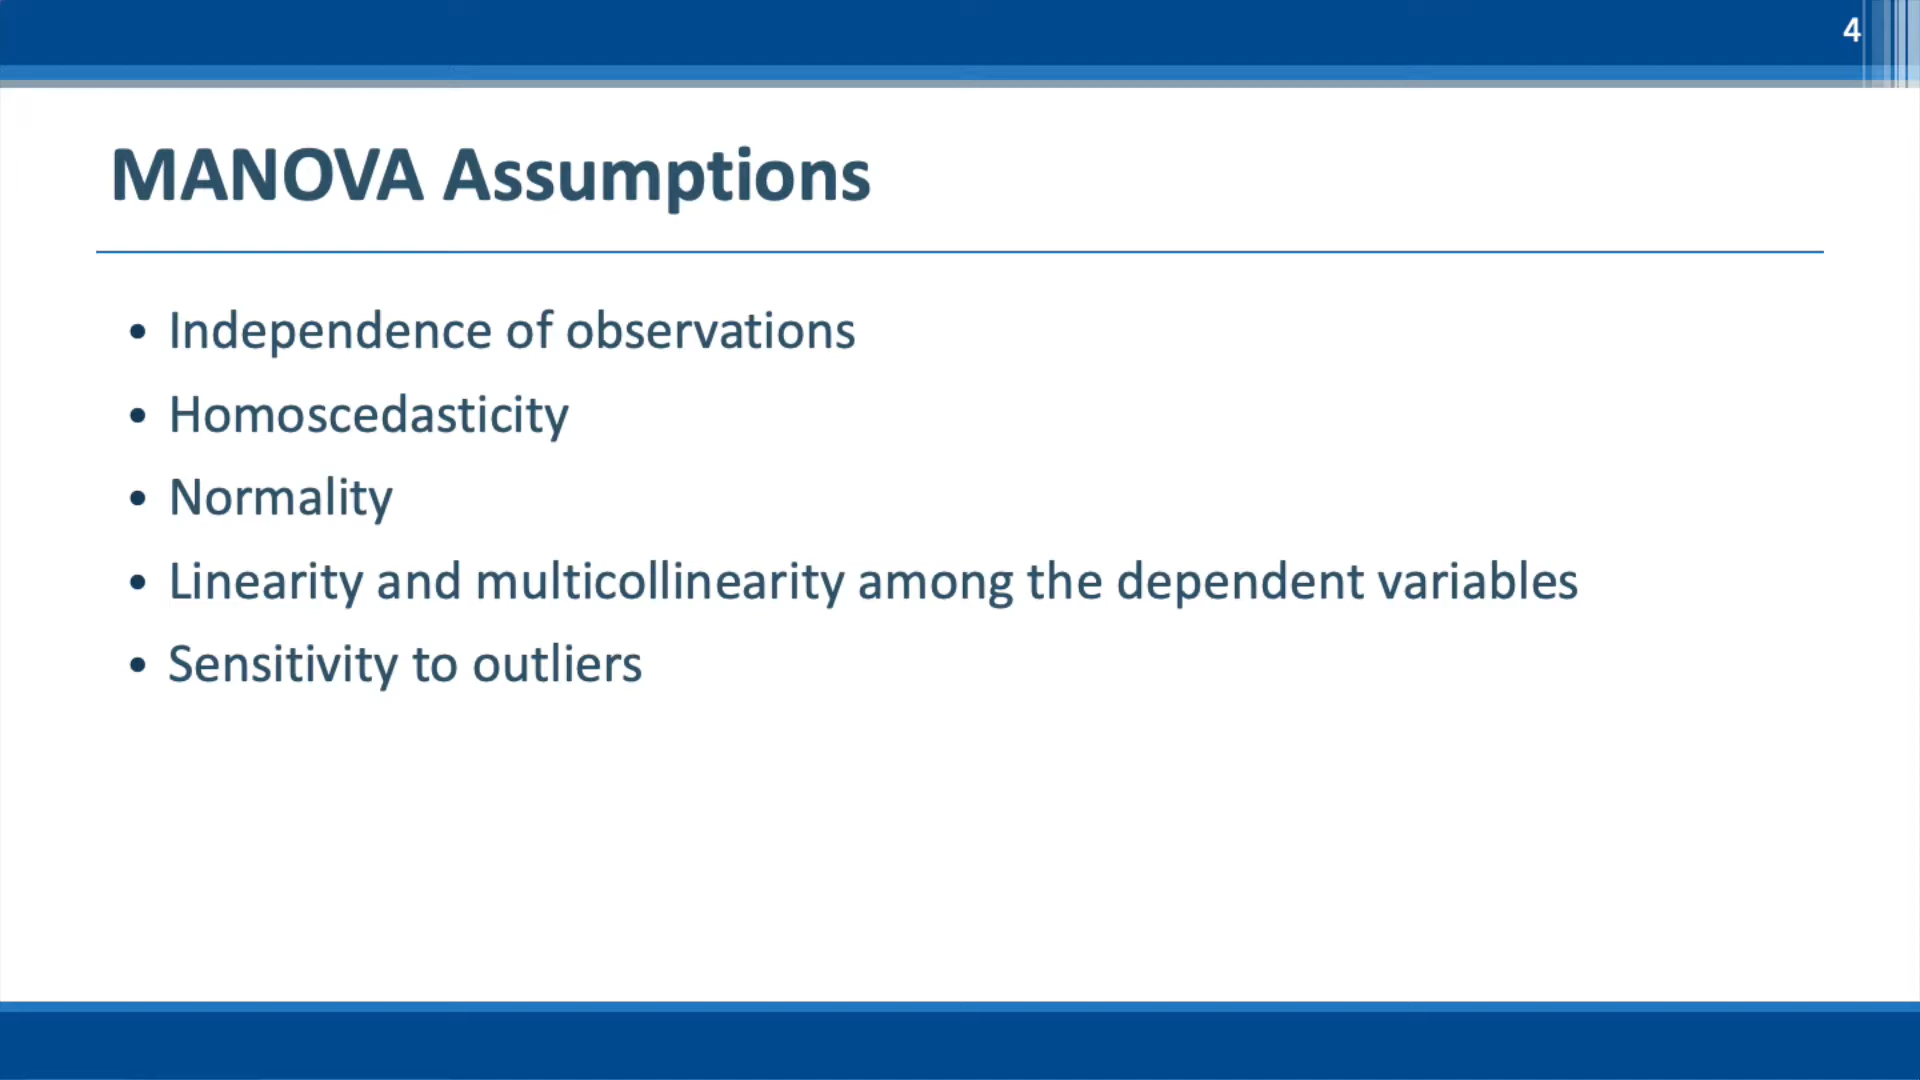 4
MANOVA Assumptions
• Independence of observations
• Homoscedasticity
• Normality
• Linearity and multicollinearity among the dependent variables
• Sensitivity to outliers